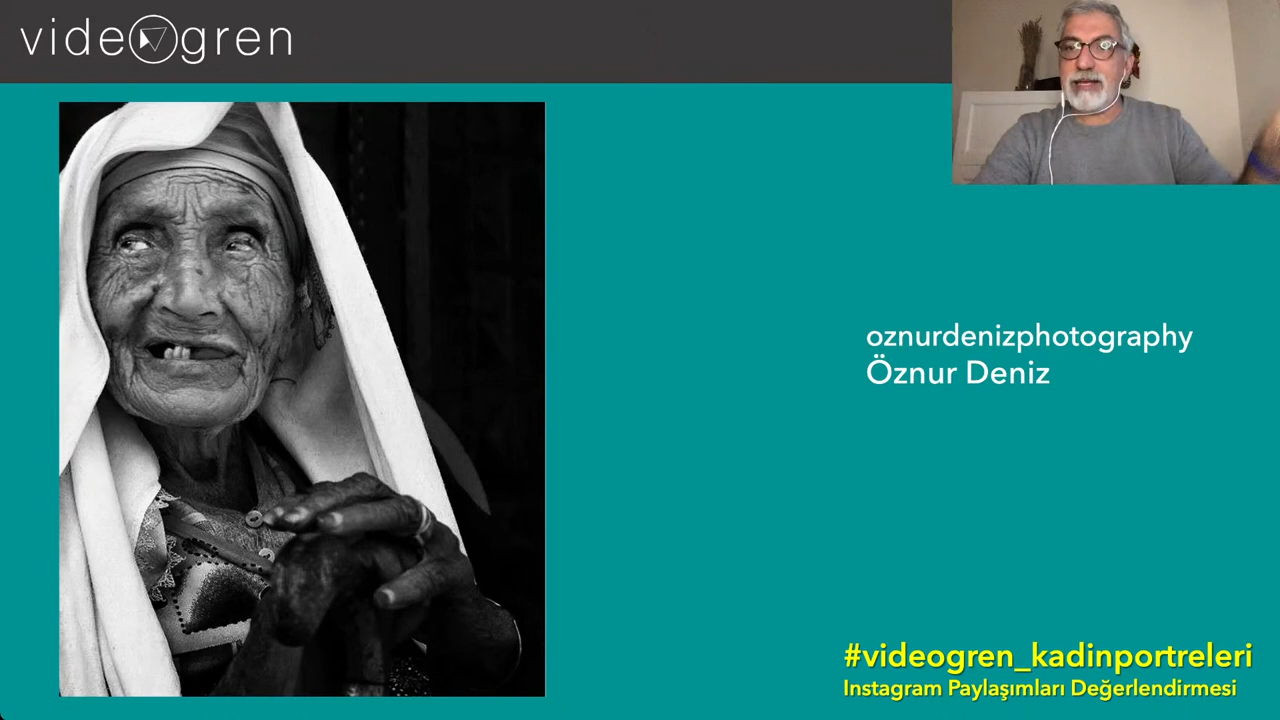 videogren
oznurdenizphotography
Öznur Deniz
#videogren_kadinportreleri
Instagram Paylaşımları Değerlendirmesi